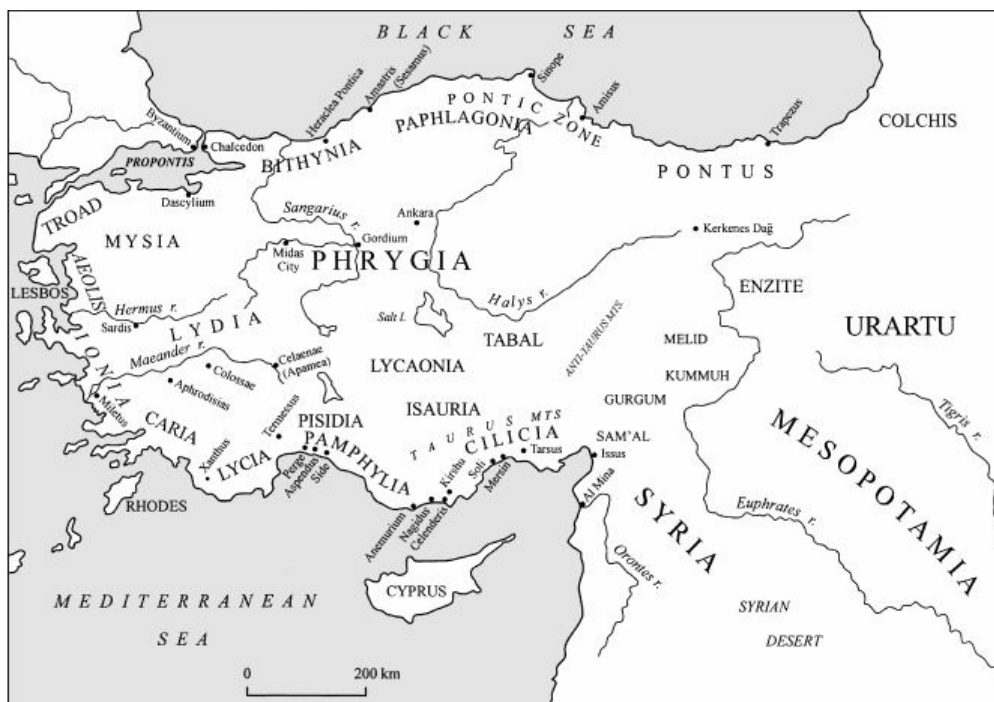 BLACK SEA
Sinope
Amastris
(Sesamus)
Heraclea Pontica
Amisus
PONTIC ZONE
PAPHLAGONIA
Trapezus
COLCHIS
Byzantium
Chalcedon
BITHYNIA
PROPONTIS
PONTUS
Dascylium
TROAD
Sangarius r.
Ankara
Kerkenes Dağ
MYSIA
Gordium
Midas
City
PHRYGIA
AEOLIS
LESBOS
ENZITE
Hermus r.
Halys r.
Sardis
LYDIA
Salt l.
TABAL
ANTI-TAURUS MTS.
MELID
URARTU
IONIA
Maeander r.
Celaenae
(Apamea)
LYCAONIA
KUMMUH
Colossae
Aphrodisias
GURGUM
Tigris r.
Miletus
ISAURIA
PISIDIA
CARIA
Termessus
TAURUS MTS
CILICIA
SAM'AL
MESOPOTAMIA
Xanthus
LYCIA
PAMPHYLIA
Tarsus
Issus
Perge
Aspendus
Side
Kirshu
Soli
Mersin
RHODES
Al Mina
SYRIA
Euphrates r.
Anemurium
Nagidus
Celenderis
Orontes r.
CYPRUS
MEDITERRANEAN
SEA
SYRIAN
DESERT
0 200 km